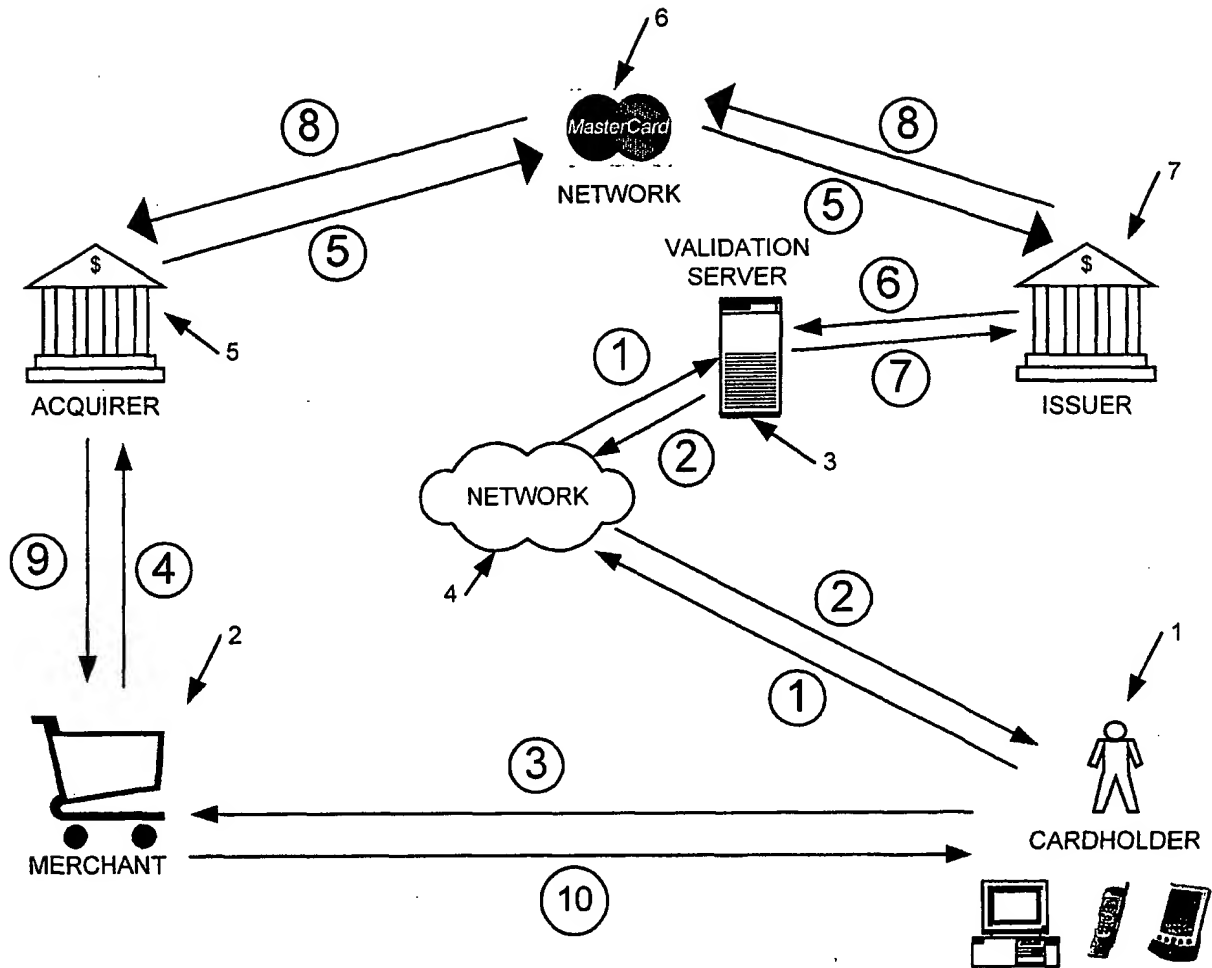 6
8
MasterCard
8
NETWORK
5
5
7
VALIDATION
SERVER
$
$
6
5
1
7
ACQUIRER
ISSUER
2
3
NETWORK
9
4
4
2
2
1
1
3
MERCHANT
CARDHOLDER
10